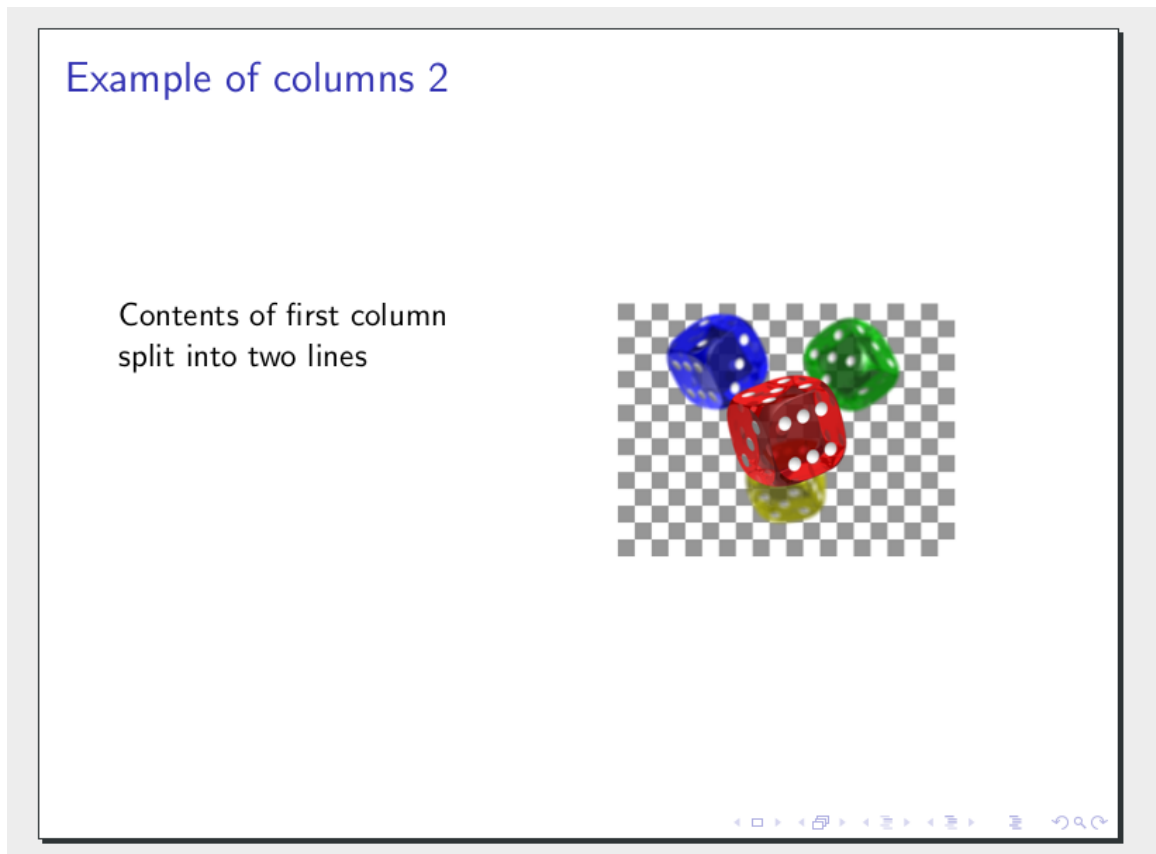 Example of columns 2
Contents of first column
split into two lines